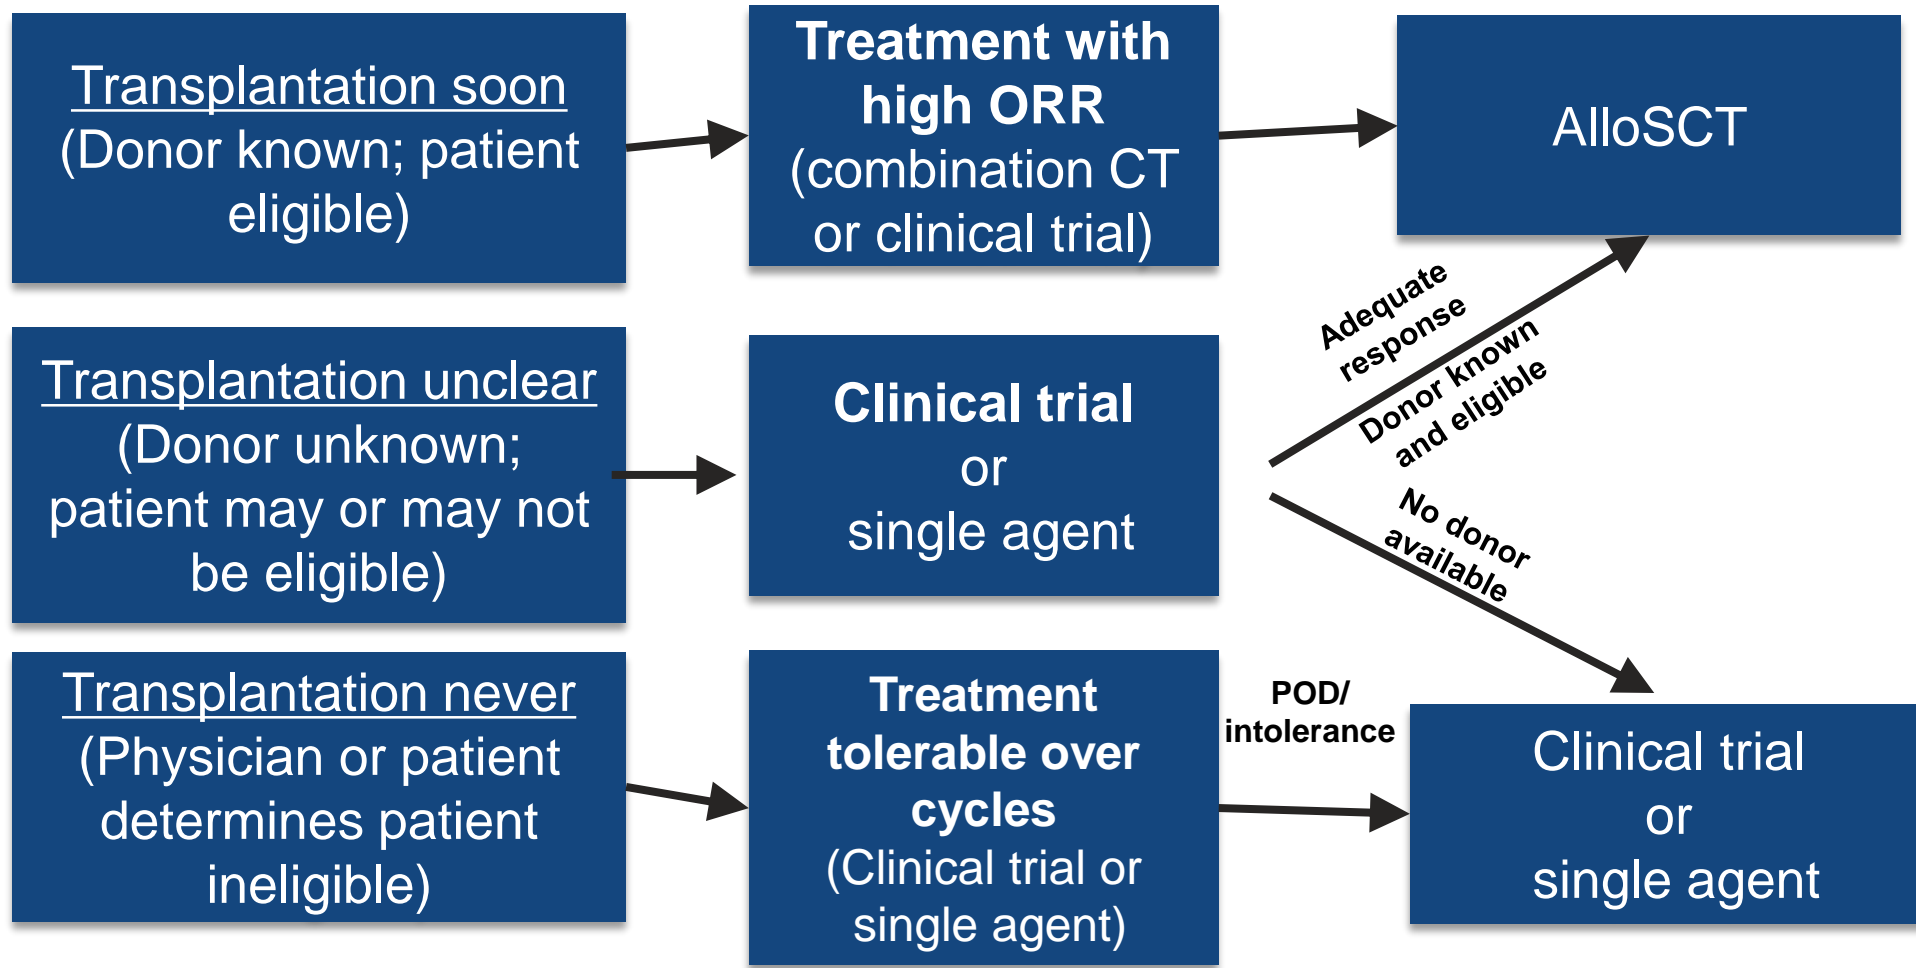 Transplantation soon
(Donor known; patient
eligible)
Treatment with
high ORR
(combination CT
or clinical trial)
AlloSCT
Transplantation unclear
(Donor unknown;
patient may or may not
be eligible)
Clinical trial
or
single agent
Adequate
response
Donor known
and eligible
No donor
available
Transplantation never
(Physician or patient
determines patient
ineligible)
Treatment
tolerable over
cycles
(Clinical trial or
single agent)
POD/
intolerance
Clinical trial
or
single agent